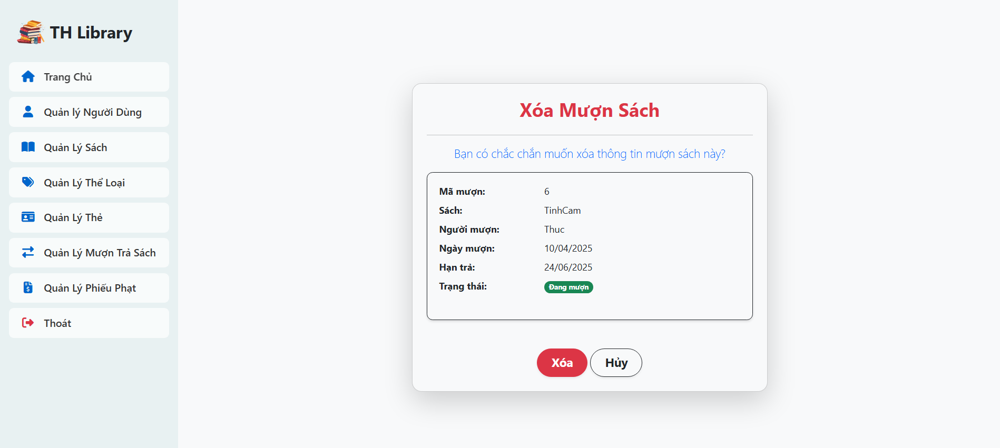 TH Library
Trang Chủ
Quản lý Người Dùng
Quản Lý Sách
Quản Lý Thể Loại
Quản Lý Thẻ
Quản Lý Mượn Trả Sách
Quản Lý Phiếu Phạt
Thoát
Xóa Mượn Sách
Bạn có chắc chắn muốn xóa thông tin mượn sách này?
Mã mượn: 6
Sách: TinhCam
Người mượn: Thuc
Ngày mượn: 10/04/2025
Hạn trả: 24/06/2025
Trạng thái: Đang mượn
Xóa Hủy